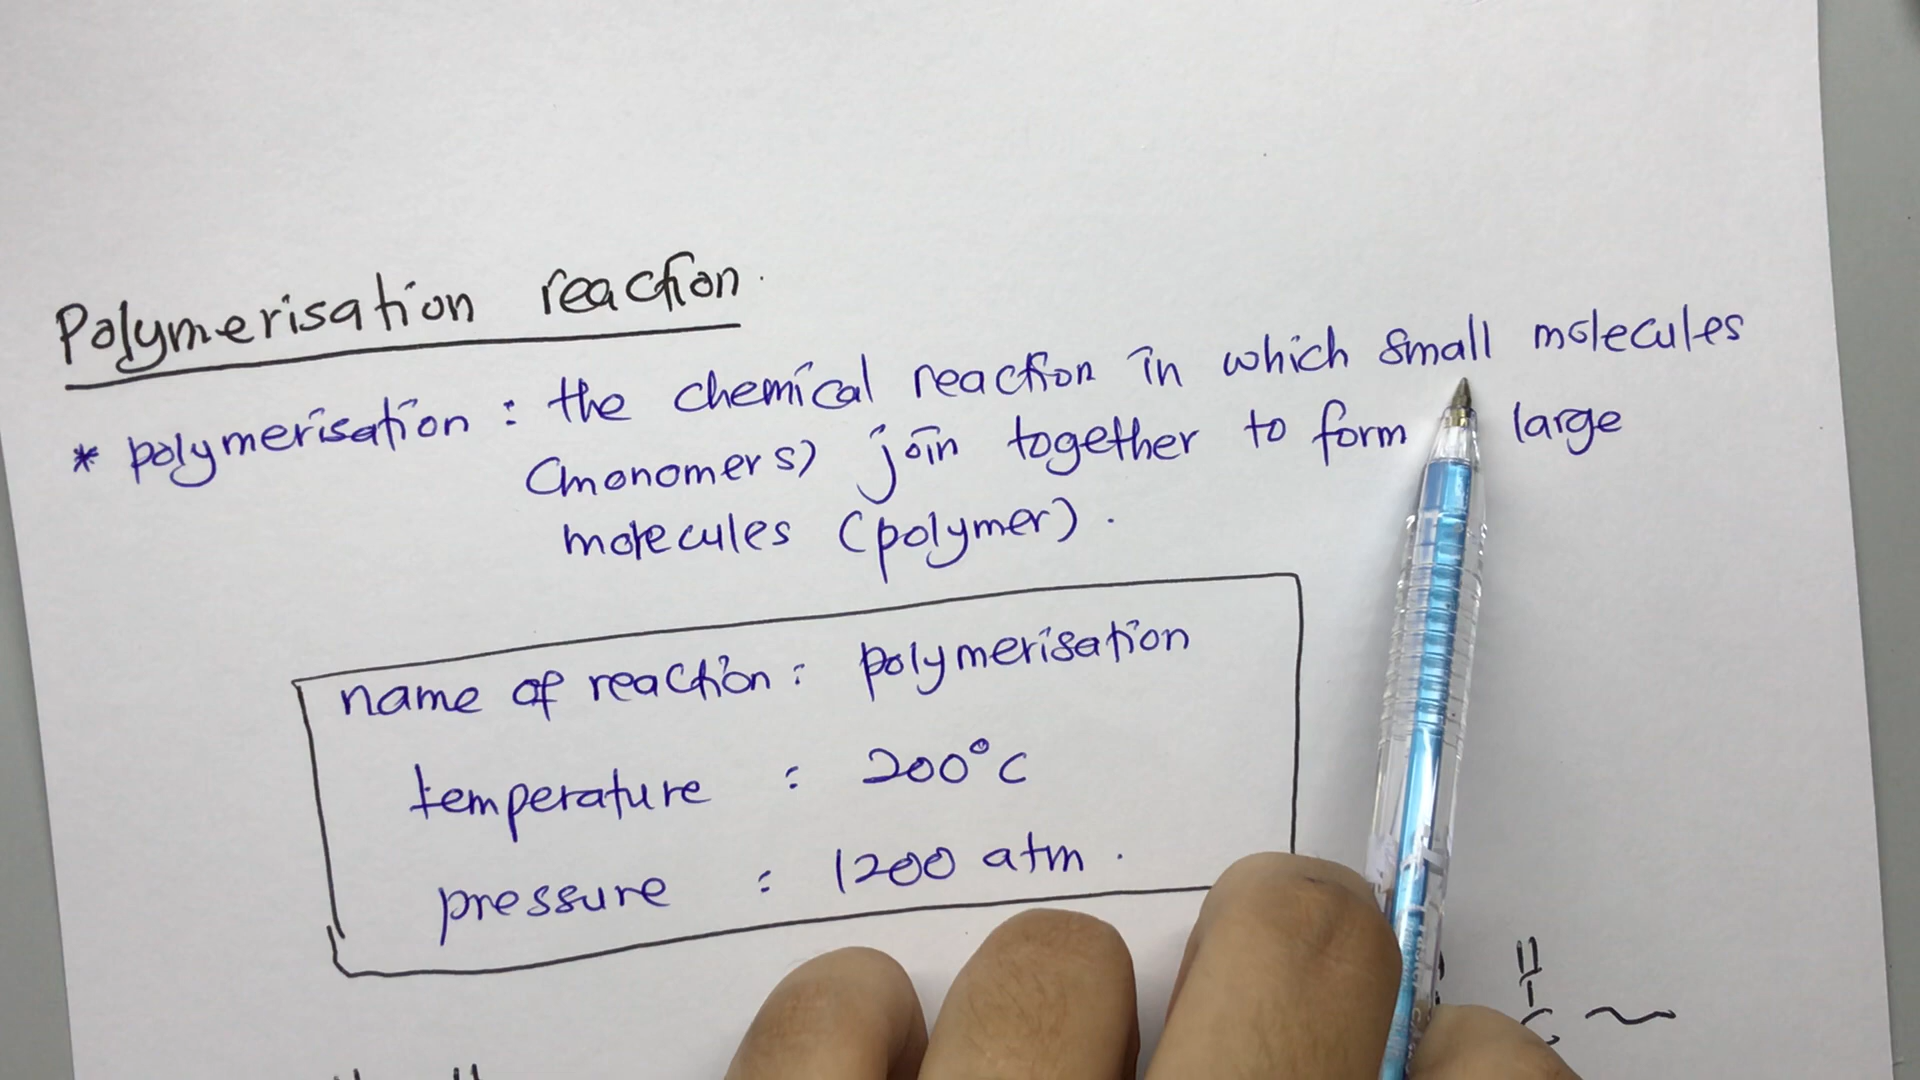 Polymerisation reaction.
* polymerisation : the chemical reaction in which small molecules
(monomers) join together to form large
molecules (polymer).
name of reaction : polymerisation
temperature : 200°C
pressure : 1200 atm.
H
C